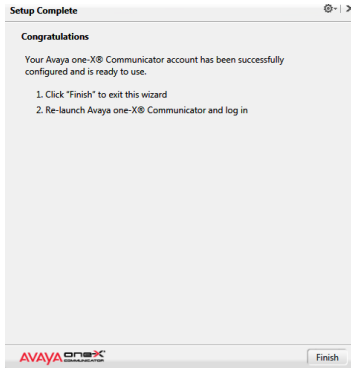 Setup Complete
Congratulations
Your Avaya one-X® Communicator account has been successfully
configured and is ready to use.
1. Click "Finish" to exit this wizard
2. Re-launch Avaya one-X® Communicator and log in
AVAYA one-X®
COMMUNICATOR
Finish